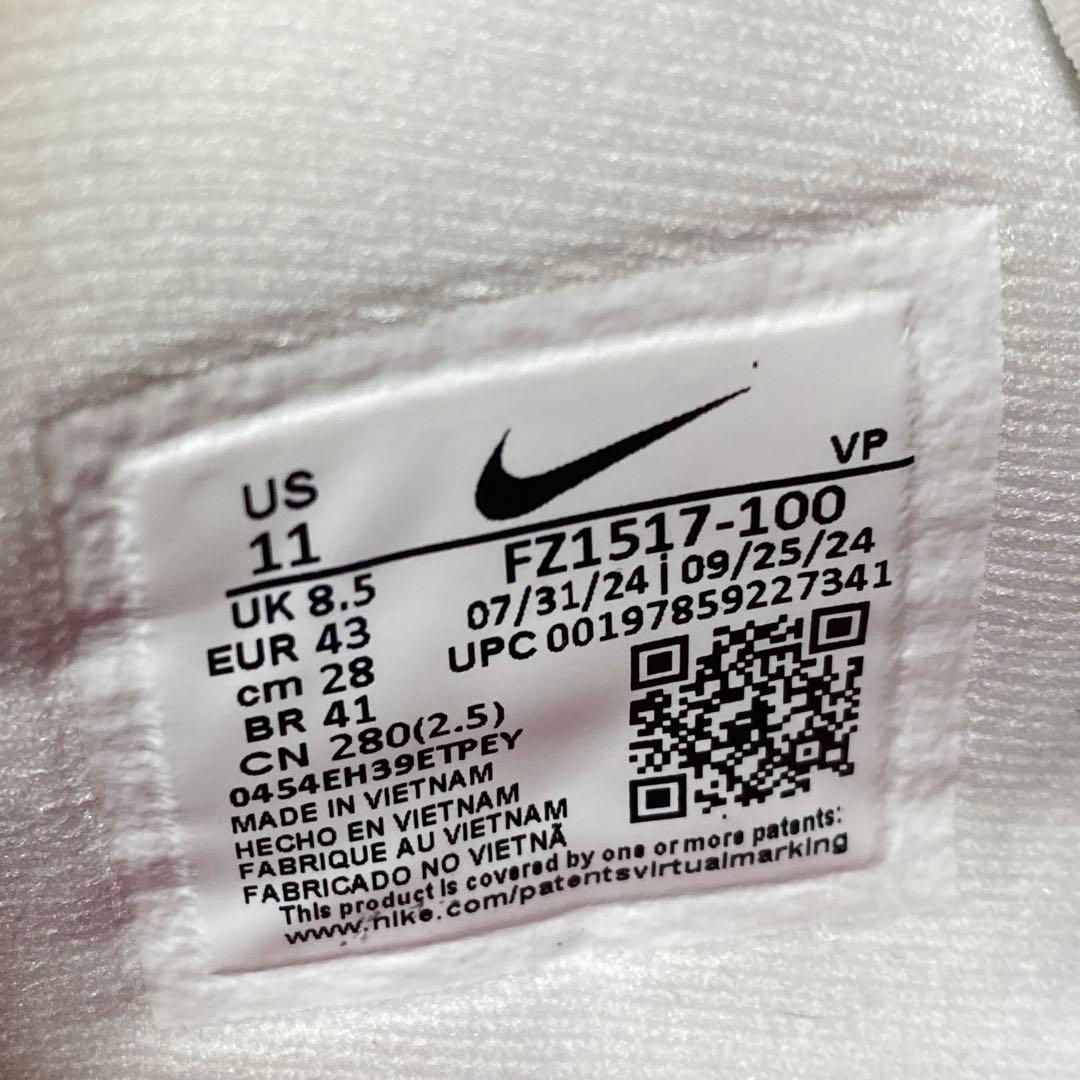 VP
US
11
FZ1517-100
07/31/24 | 09/25/24
UPC 00197859227341
UK 8.5
EUR 43
cm 28
BR 41
CN 280(2.5)
0454EH39ETPEY
MADE IN VIETNAM
HECHO EN VIETNAM
FABRIQUE AU VIETNAM
FABRICADO NO VIETNÃ
This product is covered by one or more patents:
www.nike.com/patentsvirtualmarking